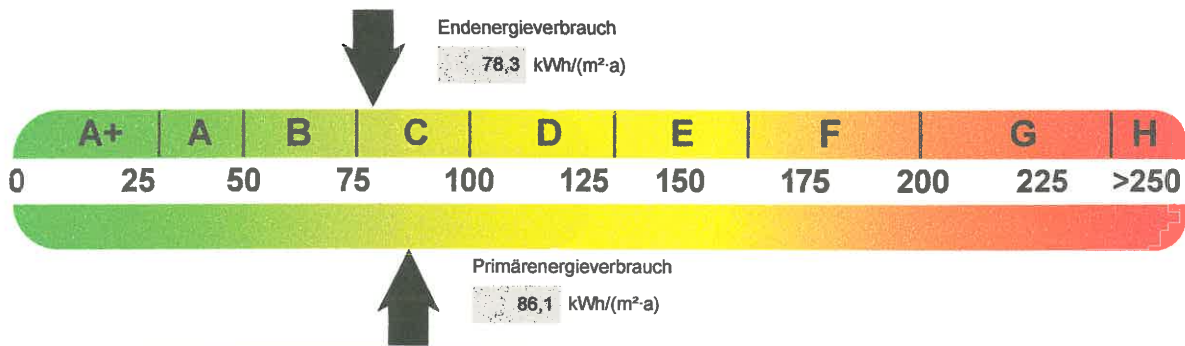 Endenergieverbrauch
78,3 kWh/(m²·a)
A+ A B C D E F G H
0 25 50 75 100 125 150 175 200 225 >250
Primärenergieverbrauch
86,1 kWh/(m²·a)